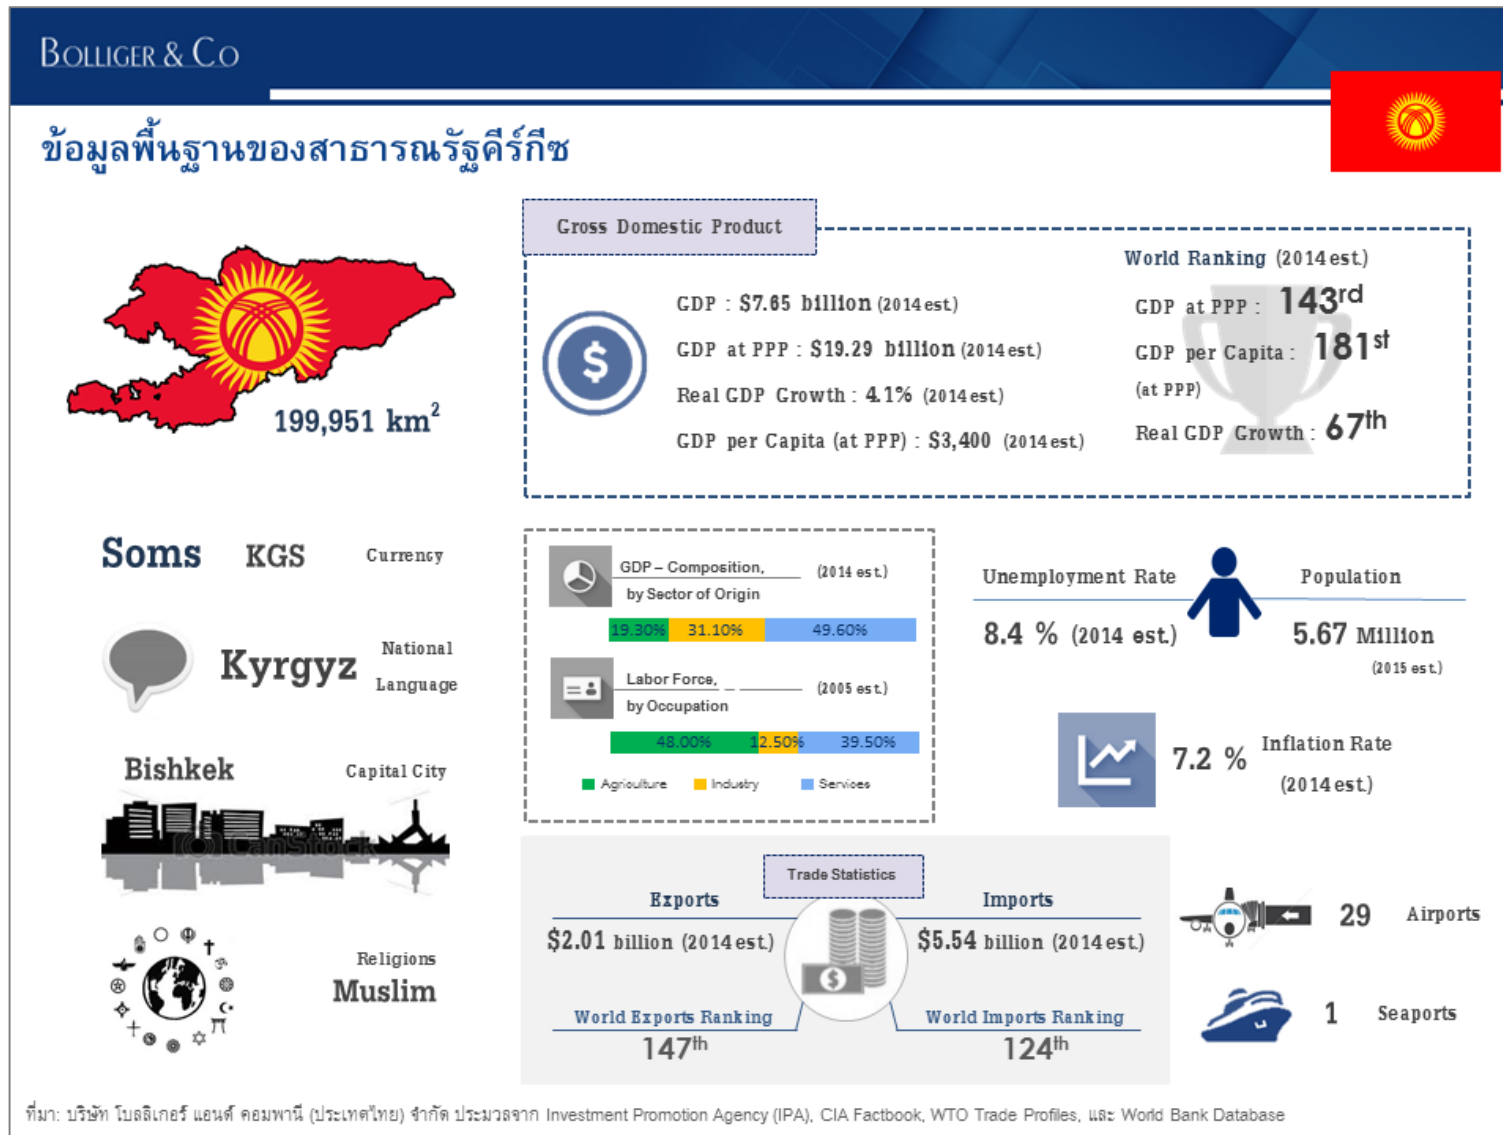 BOLLIGER & CO
ข้อมูลพื้นฐานของสาธารณรัฐคีร์กีซ
199,951 km²
Gross Domestic Product
GDP : $7.65 billion (2014 est.)
GDP at PPP : $19.29 billion (2014 est.)
Real GDP Growth : 4.1% (2014 est.)
GDP per Capita (at PPP) : $3,400 (2014 est.)
World Ranking (2014 est.)
GDP at PPP : 143rd
GDP per Capita : 181st
(at PPP)
Real GDP Growth : 67th
Soms KGS Currency
Kyrgyz National
Language
Bishkek Capital City
CanStock
Religions
Muslim
GDP – Composition, (2014 est.)
by Sector of Origin
19.30% 31.10% 49.60%
Labor Force, (2005 est.)
by Occupation
48.00% 12.50% 39.50%
Agriculture Industry Services
Unemployment Rate Population
8.4 % (2014 est.) 5.67 Million
(2015 est.)
7.2 % Inflation Rate
(2014 est.)
Trade Statistics
Exports Imports
$2.01 billion (2014 est.) $5.54 billion (2014 est.)
World Exports Ranking World Imports Ranking
147th 124th
29 Airports
1 Seaports
ที่มา: บริษัท โบลลิเกอร์ แอนด์ คอมพานี (ประเทศไทย) จำกัด ประมวลจาก Investment Promotion Agency (IPA), CIA Factbook, WTO Trade Profiles, และ World Bank Database